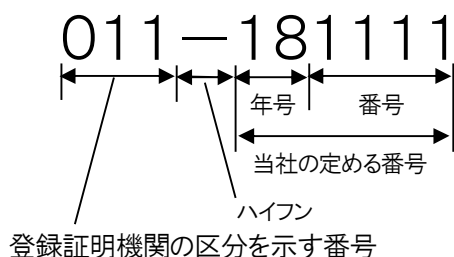 011－181111
年号 番号
当社の定める番号
ハイフン
登録証明機関の区分を示す番号